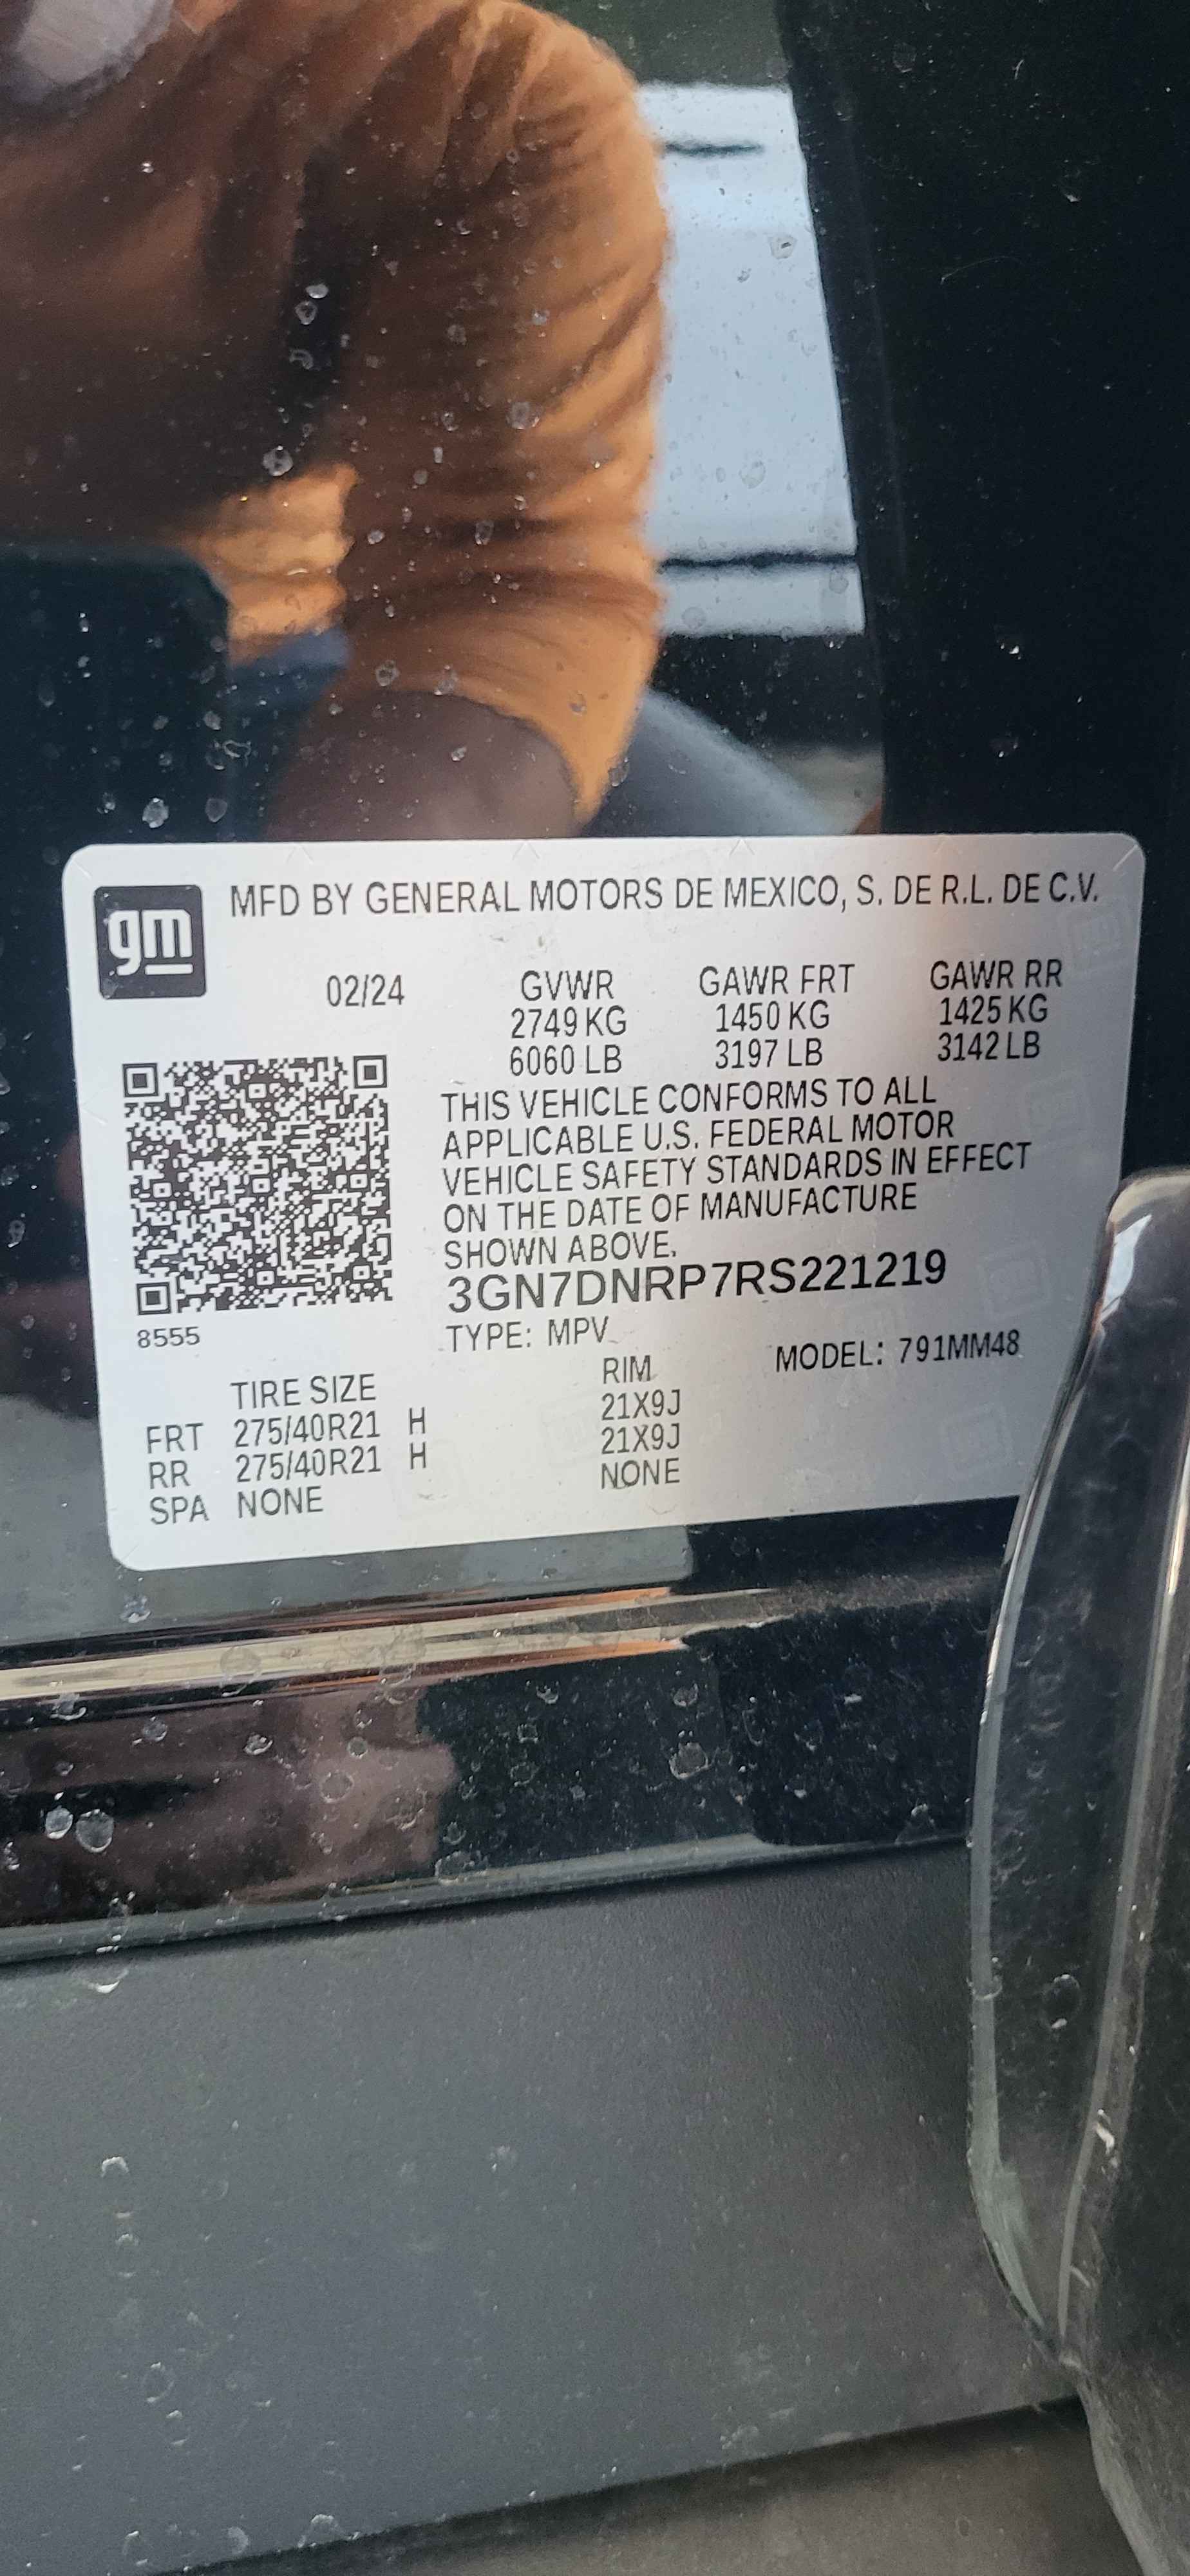 gm
MFD BY GENERAL MOTORS DE MEXICO, S. DE R.L. DE C.V.
02/24 GVWR GAWR FRT GAWR RR
2749 KG 1450 KG 1425 KG
6060 LB 3197 LB 3142 LB
THIS VEHICLE CONFORMS TO ALL
APPLICABLE U.S. FEDERAL MOTOR
VEHICLE SAFETY STANDARDS IN EFFECT
ON THE DATE OF MANUFACTURE
SHOWN ABOVE.
3GN7DNRP7RS221219
8555
TYPE: MPV MODEL: 791MM48
TIRE SIZE RIM
FRT 275/40R21 H 21X9J
RR 275/40R21 H 21X9J
SPA NONE NONE